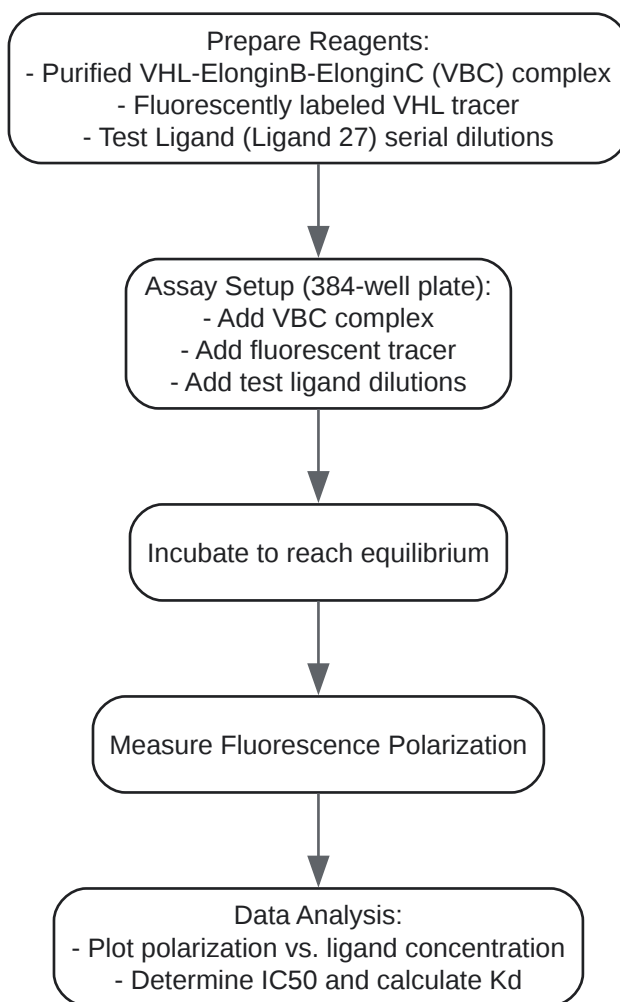 Prepare Reagents:
- Purified VHL-ElonginB-ElonginC (VBC) complex
- Fluorescently labeled VHL tracer
- Test Ligand (Ligand 27) serial dilutions
Assay Setup (384-well plate):
- Add VBC complex
- Add fluorescent tracer
- Add test ligand dilutions
Incubate to reach equilibrium
Measure Fluorescence Polarization
Data Analysis:
- Plot polarization vs. ligand concentration
- Determine IC50 and calculate Kd